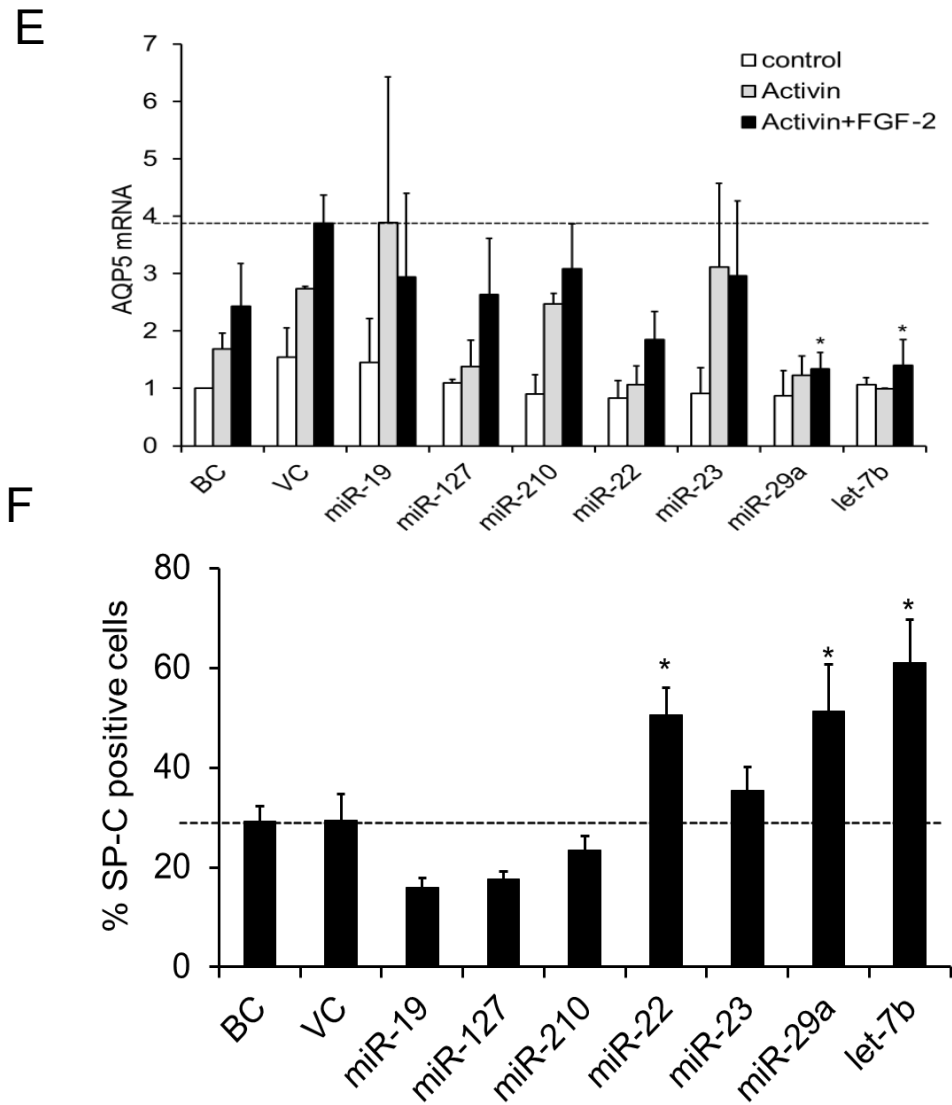 E
7
6
5
4
3
2
1
0
AQP5 mRNA
control
Activin
Activin+FGF-2
*
*
BC
VC
miR-19
miR-127
miR-210
miR-22
miR-23
miR-29a
let-7b
F
80
60
40
20
0
% SP-C positive cells
*
*
*
BC
VC
miR-19
miR-127
miR-210
miR-22
miR-23
miR-29a
let-7b